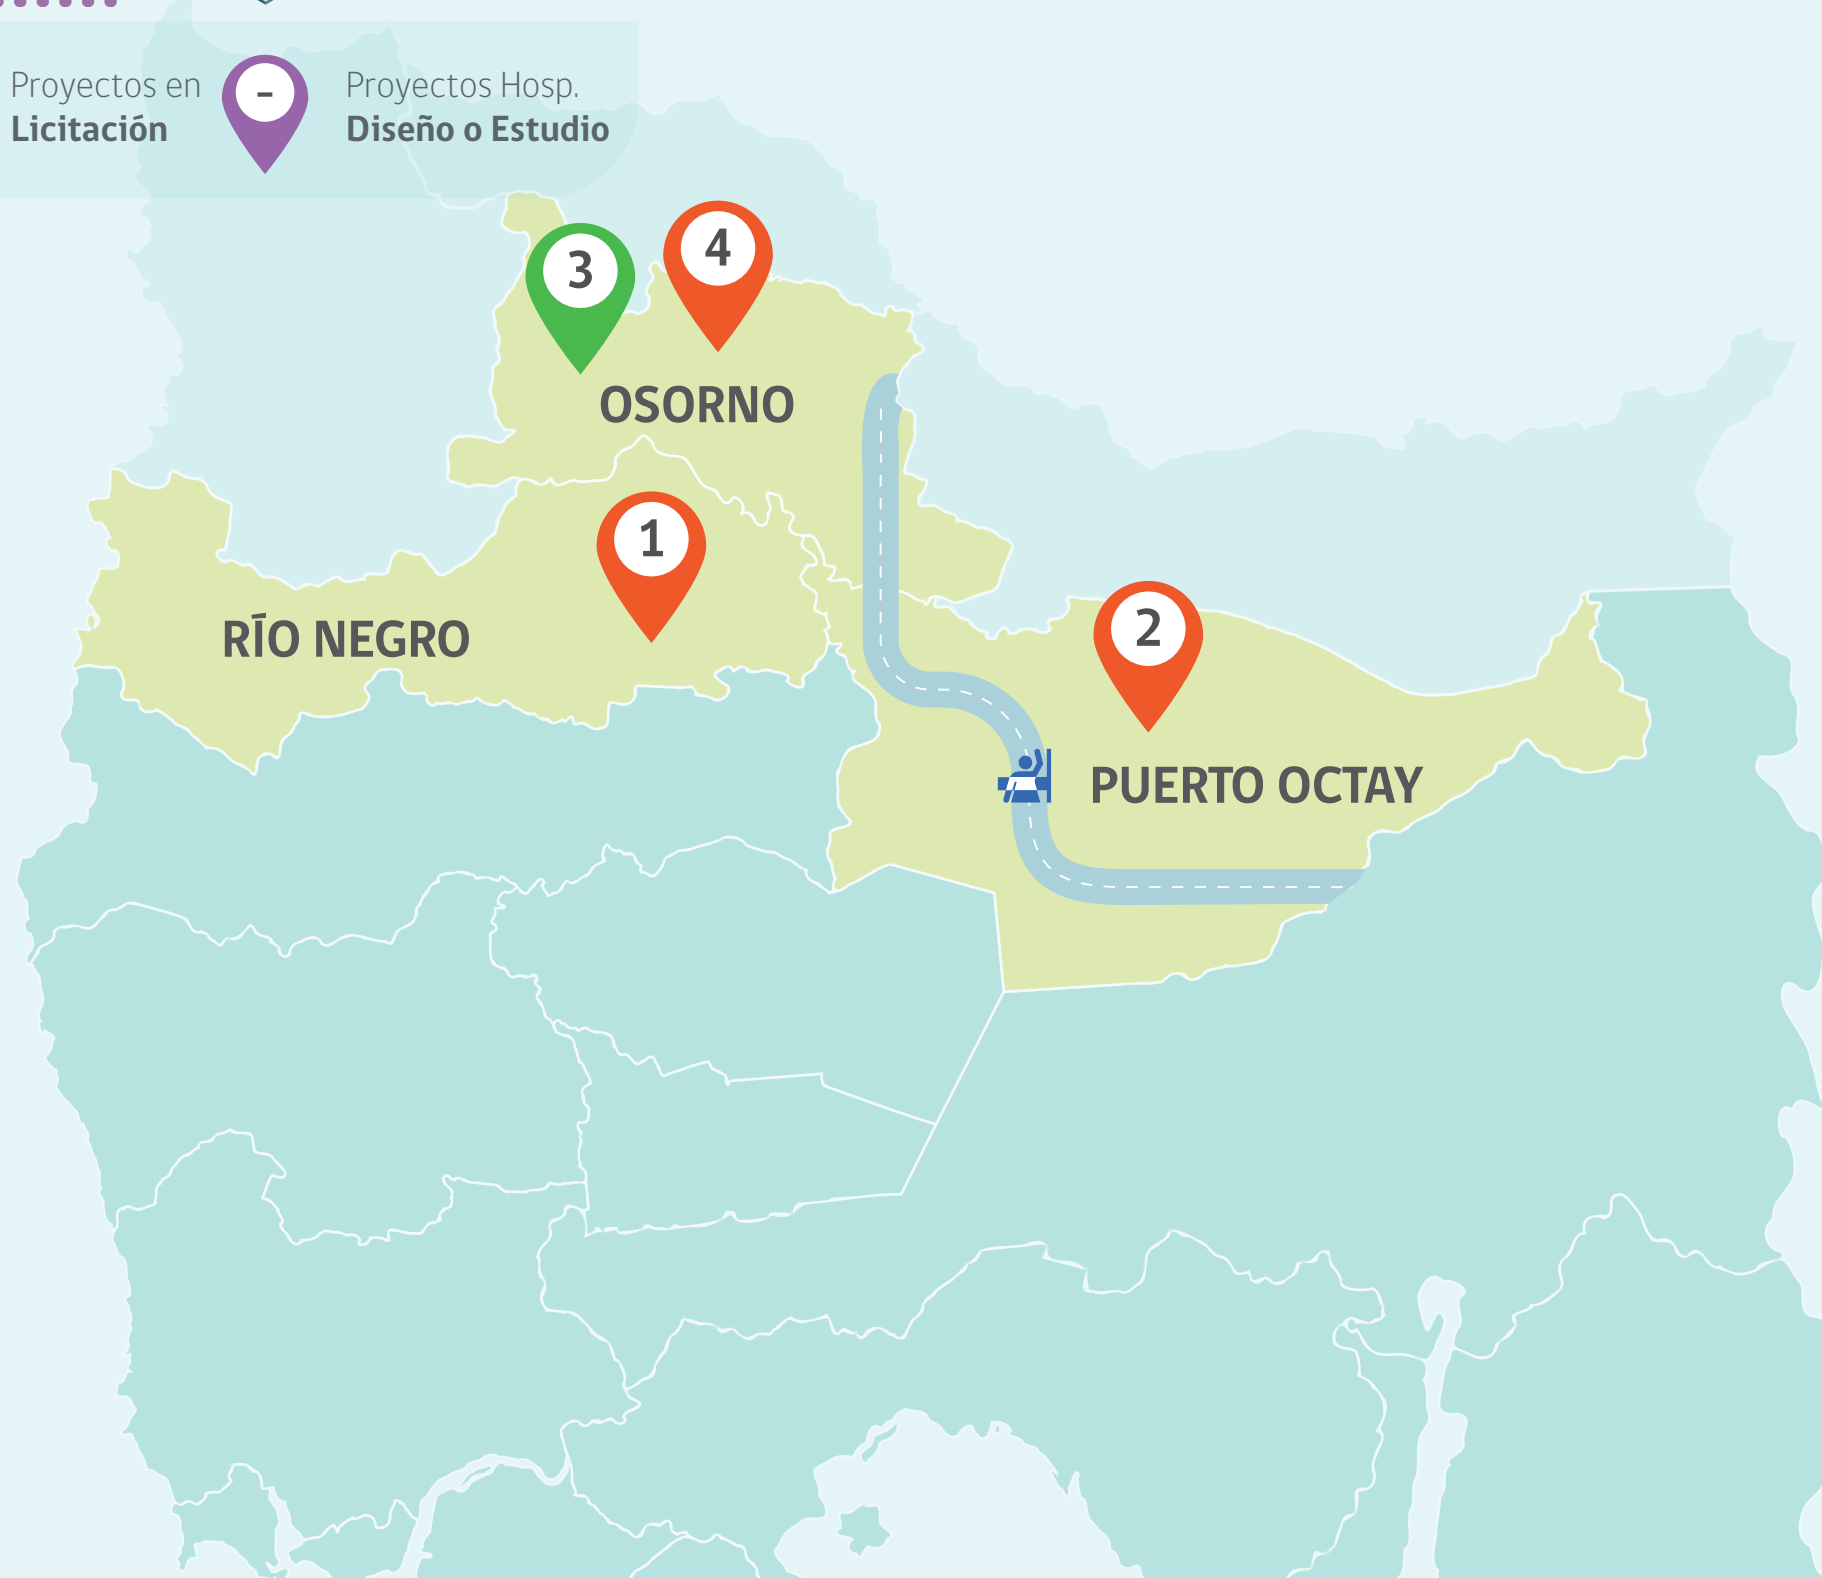 Proyectos en
Licitación
-
Proyectos Hosp.
Diseño o Estudio
3
4
OSORNO
1
RÍO NEGRO
2
PUERTO OCTAY